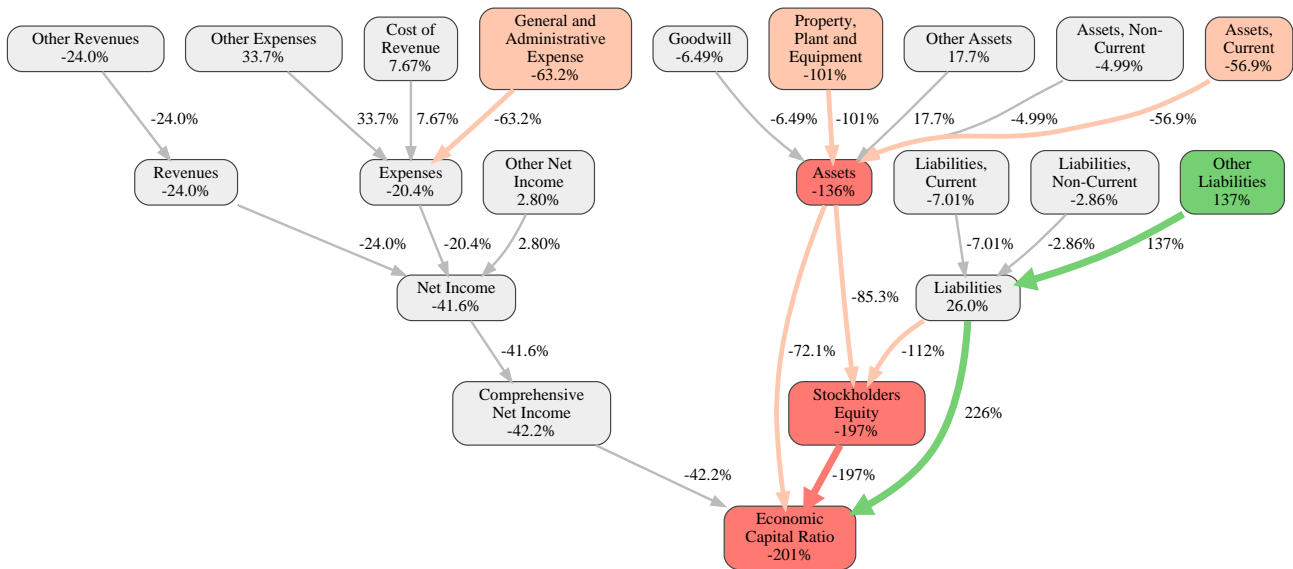 Other Revenues
-24.0%
Other Expenses
33.7%
Cost of
Revenue
7.67%
General and
Administrative
Expense
-63.2%
Goodwill
-6.49%
Property,
Plant and
Equipment
-101%
Other Assets
17.7%
Assets, Non-
Current
-4.99%
Assets,
Current
-56.9%
-24.0%
33.7%
7.67%
-63.2%
-6.49%
-101%
17.7%
-4.99%
-56.9%
Revenues
-24.0%
Expenses
-20.4%
Other Net
Income
2.80%
Assets
-136%
Liabilities,
Current
-7.01%
Liabilities,
Non-Current
-2.86%
Other
Liabilities
137%
-24.0%
-20.4%
2.80%
-7.01%
-2.86%
137%
Net Income
-41.6%
-85.3%
Liabilities
26.0%
-41.6%
-72.1%
-112%
Comprehensive
Net Income
-42.2%
Stockholders
Equity
-197%
226%
-42.2%
-197%
Economic
Capital Ratio
-201%